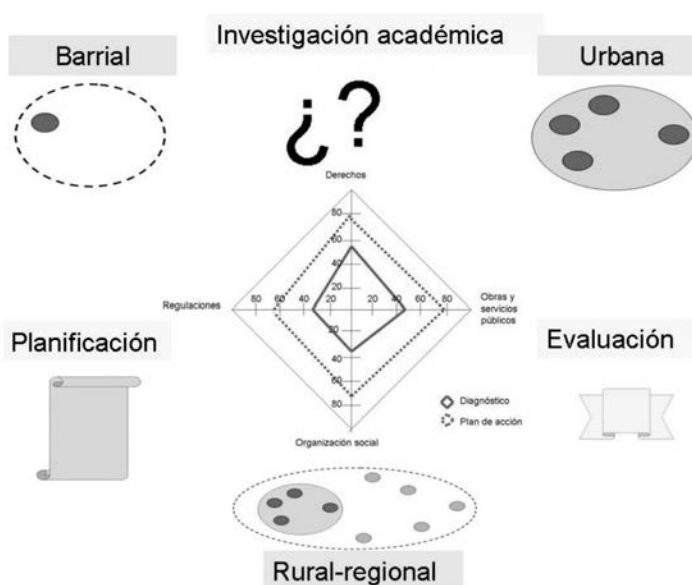 Investigación académica
Barrial
Urbana
¿?
Derechos
80
60
40
20
Regulaciones
80 60 40 20
20 40 60 80
Obras y
servicios
públicos
20
40
60
80
Planificación
Evaluación
Diagnóstico
Plan de acción
Organización social
Rural-regional